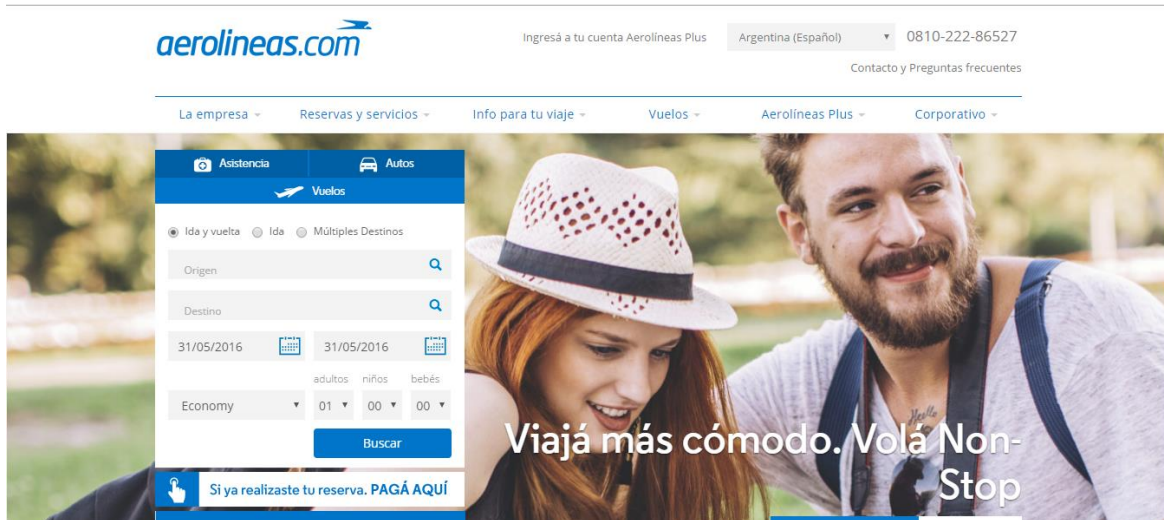 aerolineas.com
Ingresá a tu cuenta Aerolíneas Plus
Argentina (Español)
0810-222-86527
Contacto y Preguntas frecuentes
La empresa
Reservas y servicios
Info para tu viaje
Vuelos
Aerolíneas Plus
Corporativo
Asistencia
Autos
Vuelos
Ida y vuelta
Ida
Múltiples Destinos
Origen
Destino
31/05/2016
31/05/2016
adultos niños bebés
Economy
01 00 00
Buscar
Si ya realizaste tu reserva. PAGÁ AQUÍ
Viajá más cómodo. Volá Non-
Stop